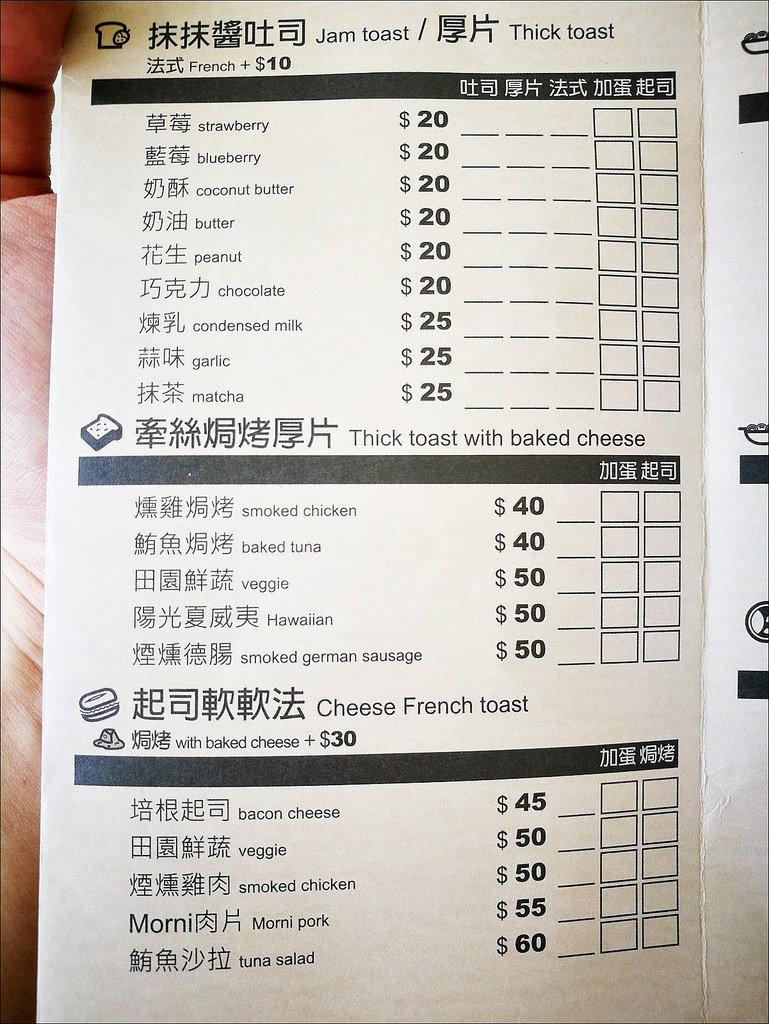 抹抹醬吐司 Jam toast / 厚片 Thick toast
法式 French + $10
吐司 厚片 法式 加蛋 起司
草莓 strawberry $ 20
藍莓 blueberry $ 20
奶酥 coconut butter $ 20
奶油 butter $ 20
花生 peanut $ 20
巧克力 chocolate $ 20
煉乳 condensed milk $ 25
蒜味 garlic $ 25
抹茶 matcha $ 25
牽絲焗烤厚片 Thick toast with baked cheese
加蛋 起司
燻雞焗烤 smoked chicken $ 40
鮪魚焗烤 baked tuna $ 40
田園鮮蔬 veggie $ 50
陽光夏威夷 Hawaiian $ 50
煙燻德腸 smoked german sausage $ 50
起司軟軟法 Cheese French toast
焗烤 with baked cheese + $30
加蛋 焗烤
培根起司 bacon cheese $ 45
田園鮮蔬 veggie $ 50
煙燻雞肉 smoked chicken $ 50
Morni肉片 Morni pork $ 55
鮪魚沙拉 tuna salad $ 60